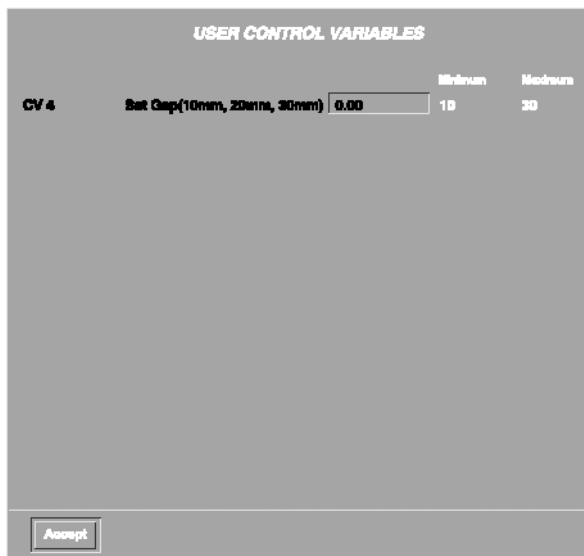 USER CONTROL VARIABLES
Minimum Maximum
CV 4 Set Gap(10mm, 20mm, 30mm) 0.00 10 30
Accept